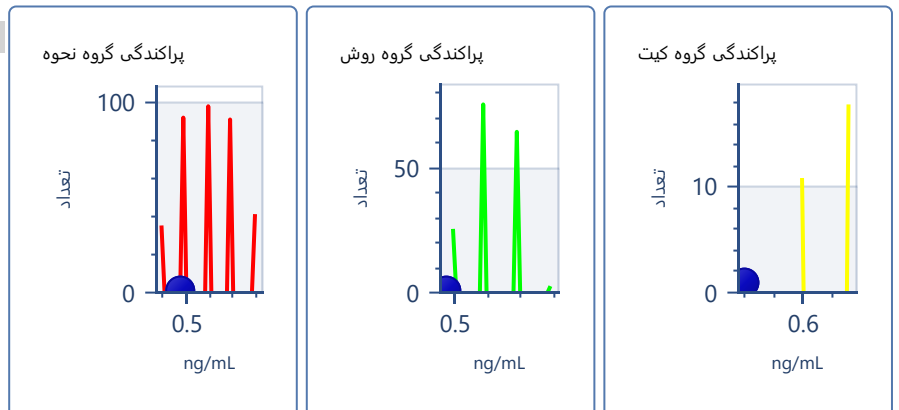 پراکندگی گروه نحوه
100
تعداد
0
0.5
ng/mL
پراکندگی گروه روش
50
تعداد
0
0.5
ng/mL
پراکندگی گروه کیت
10
تعداد
0
0.6
ng/mL